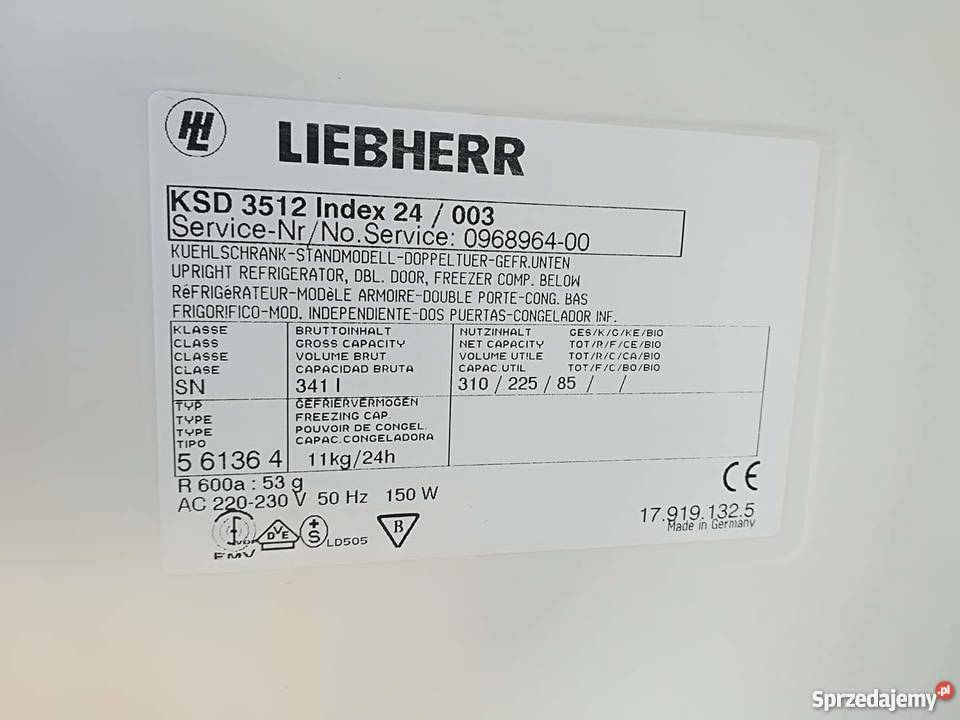 LIEBHERR
KSD 3512 Index 24 / 003
Service-Nr/No.Service: 0968964-00
KUEHLSCHRANK-STANDMODELL-DOPPELTUER-GEFR.UNTEN
UPRIGHT REFRIGERATOR, DBL. DOOR, FREEZER COMP. BELOW
RéFRIGéRATEUR-MODèLE ARMOIRE-DOUBLE PORTE-CONG. BAS
FRIGORIFICO-MOD. INDEPENDIENTE-DOS PUERTAS-CONGELADOR INF.
KLASSE BRUTTOINHALT NUTZINHALT GES/K/G/KE/BIO
CLASS GROSS CAPACITY NET CAPACITY TOT/R/F/CE/BIO
CLASSE VOLUME BRUT VOLUME UTILE TOT/R/C/CA/BIO
CLASE CAPACIDAD BRUTA CAPAC.UTIL TOT/F/C/BO/BIO
SN 341 l 310 / 225 / 85 / /
TYP GEFRIERVERMOGEN
TYPE FREEZING CAP.
TYPE POUVOIR DE CONGEL.
TIPO CAPAC.CONGELADORA
5 6136 4 11kg/24h
R 600a : 53 g
AC 220-230 V 50 Hz 150 W
CE
17.919.132.5
Made in Germany
DVE
+S
LD505
B
FMV
Sprzedajemy.pl